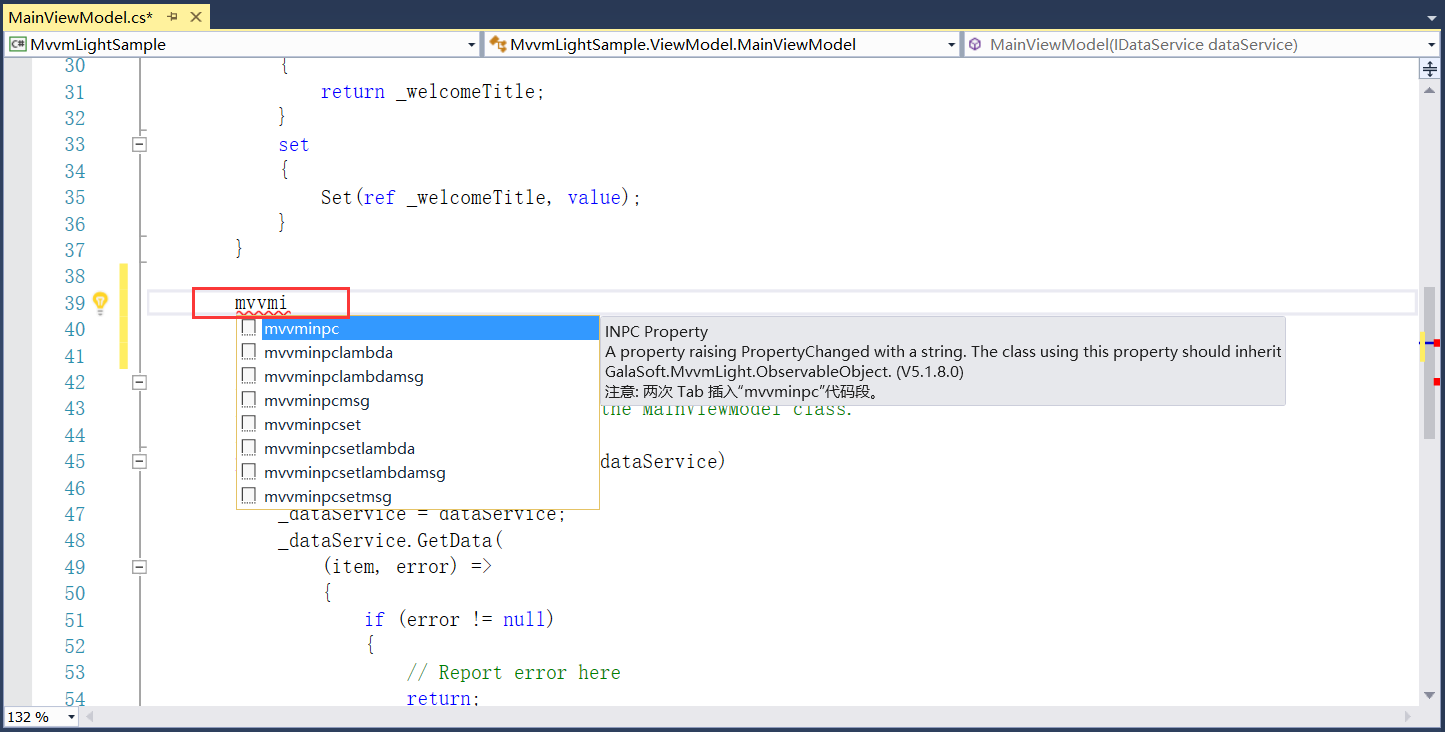 MainViewModel.cs*
MvvmLightSample
MvvmLightSample.ViewModel.MainViewModel
MainViewModel(IDataService dataService)
30 {
31 return _welcomeTitle;
32 }
33 set
34 {
35 Set(ref _welcomeTitle, value);
36 }
37 }
38
39 mvvmi
40
41
42
43 the MainViewModel class.
44
45 dataService)
46
47 _dataService = dataService;
48 _dataService.GetData(
49 (item, error) =>
50 {
51 if (error != null)
52 {
53 // Report error here
54 return;
mvvminpc
mvvminpclambda
mvvminpclambdamsg
mvvminpcmsg
mvvminpcset
mvvminpcsetlambda
mvvminpcsetlambdamsg
mvvminpcsetmsg
INPC Property
A property raising PropertyChanged with a string. The class using this property should inherit
GalaSoft.MvvmLight.ObservableObject. (V5.1.8.0)
注意: 两次 Tab 插入“mvvminpc”代码段。
132 %